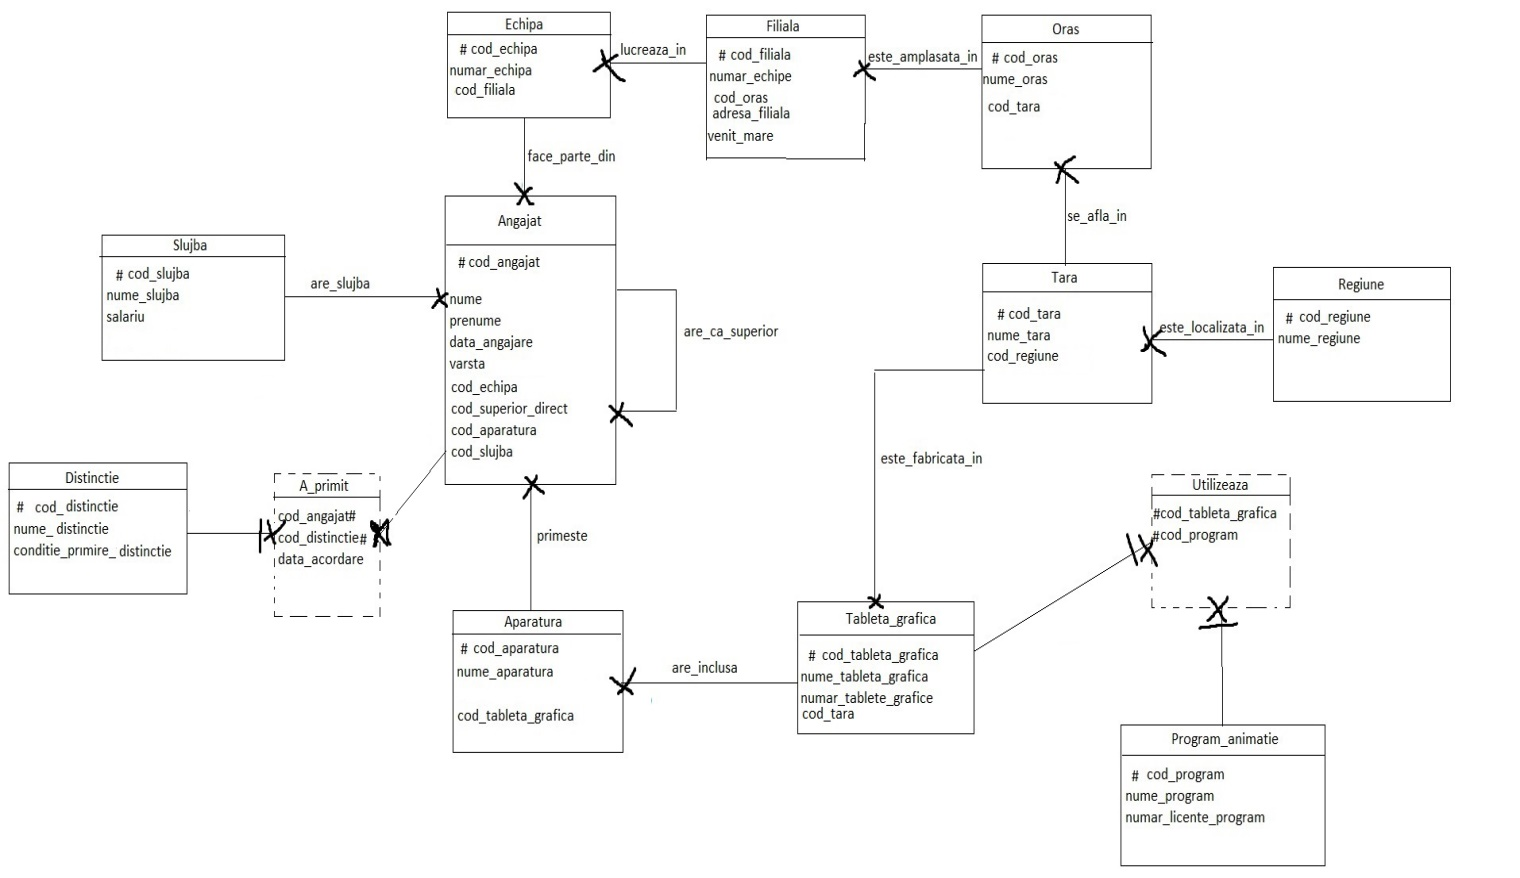 Echipa
# cod_echipa
numar_echipa
cod_filiala
lucreaza_in
Filiala
# cod_filiala
numar_echipe
cod_oras
adresa_filiala
venit_mare
este_amplasata_in
Oras
# cod_oras
nume_oras
cod_tara
face_parte_din
se_afla_in
Slujba
# cod_slujba
nume_slujba
salariu
are_slujba
Angajat
# cod_angajat
nume
prenume
data_angajare
varsta
cod_echipa
cod_superior_direct
cod_aparatura
cod_slujba
are_ca_superior
Tara
# cod_tara
nume_tara
cod_regiune
este_localizata_in
Regiune
# cod_regiune
nume_regiune
este_fabricata_in
Distinctie
# cod_distinctie
nume_ distinctie
conditie_prımire_ distinctie
A_primit
cod_angajat#
cod_distinctie#
data_acordare
primeste
Utilizeaza
#cod_tableta_grafica
#cod_program
Aparatura
# cod_aparatura
nume_aparatura
cod_tableta_grafica
are_inclusa
Tableta_grafica
# cod_tableta_grafica
nume_tableta_grafica
numar_tablete_grafice
cod_tara
Program_animatie
# cod_program
nume_program
numar_licente_program